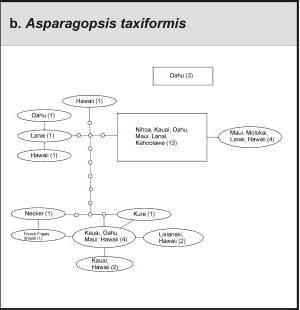 b. Asparagopsis taxiformis
Oahu (3)
Hawaii (1)
Oahu (1)
Lanai (1)
Hawaii (1)
Nihoa, Kauai, Oahu,
Maui, Lanai,
Kahoolawe (13)
Maui, Molokai,
Lanai, Hawaii (4)
Necker (1)
Kure (1)
French Frigate
Shoals (1)
Kauai, Oahu,
Maui, Hawaii (4)
Lisianski,
Hawaii (2)
Kauai,
Hawaii (2)